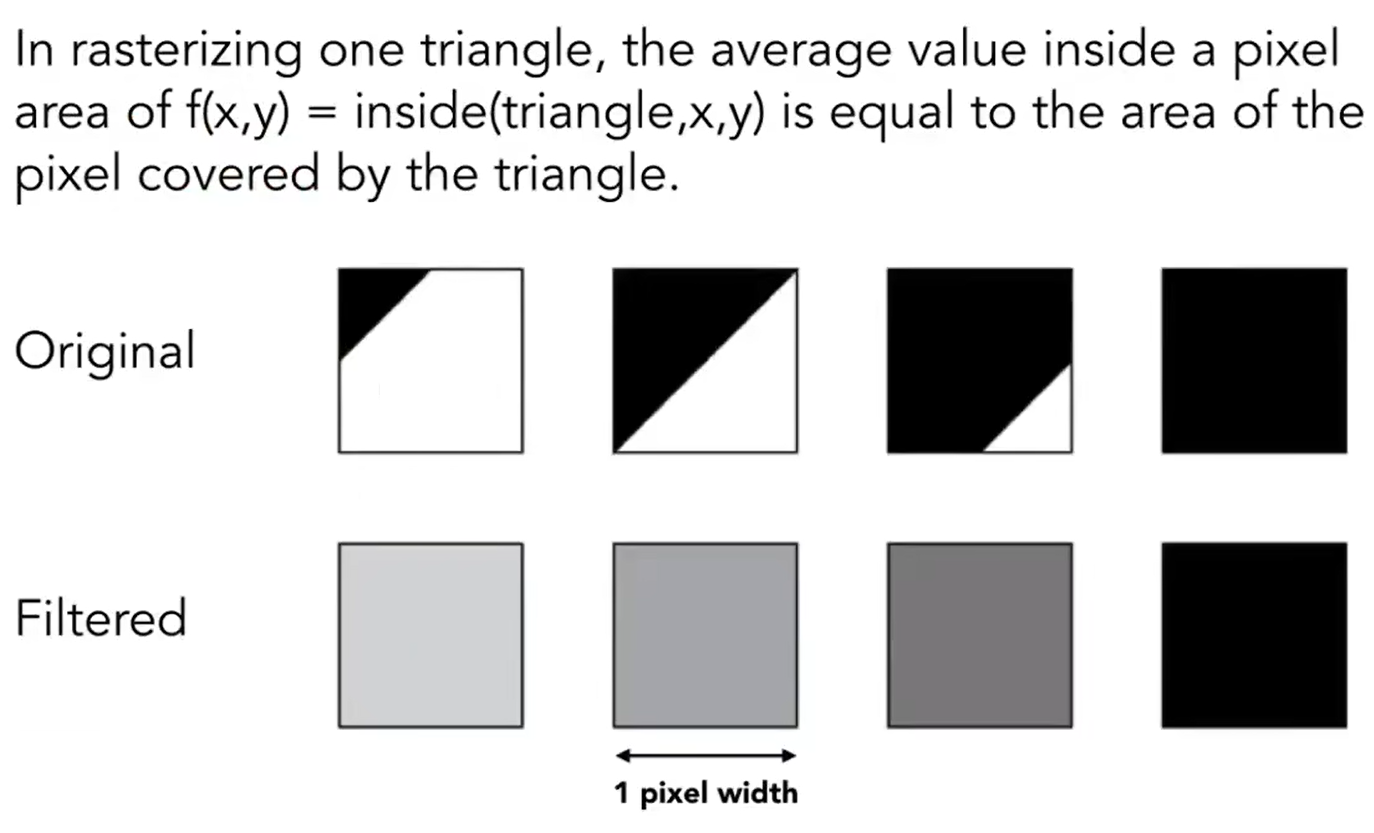 In rasterizing one triangle, the average value inside a pixel
area of f(x,y) = inside(triangle,x,y) is equal to the area of the
pixel covered by the triangle.
Original
Filtered
1 pixel width